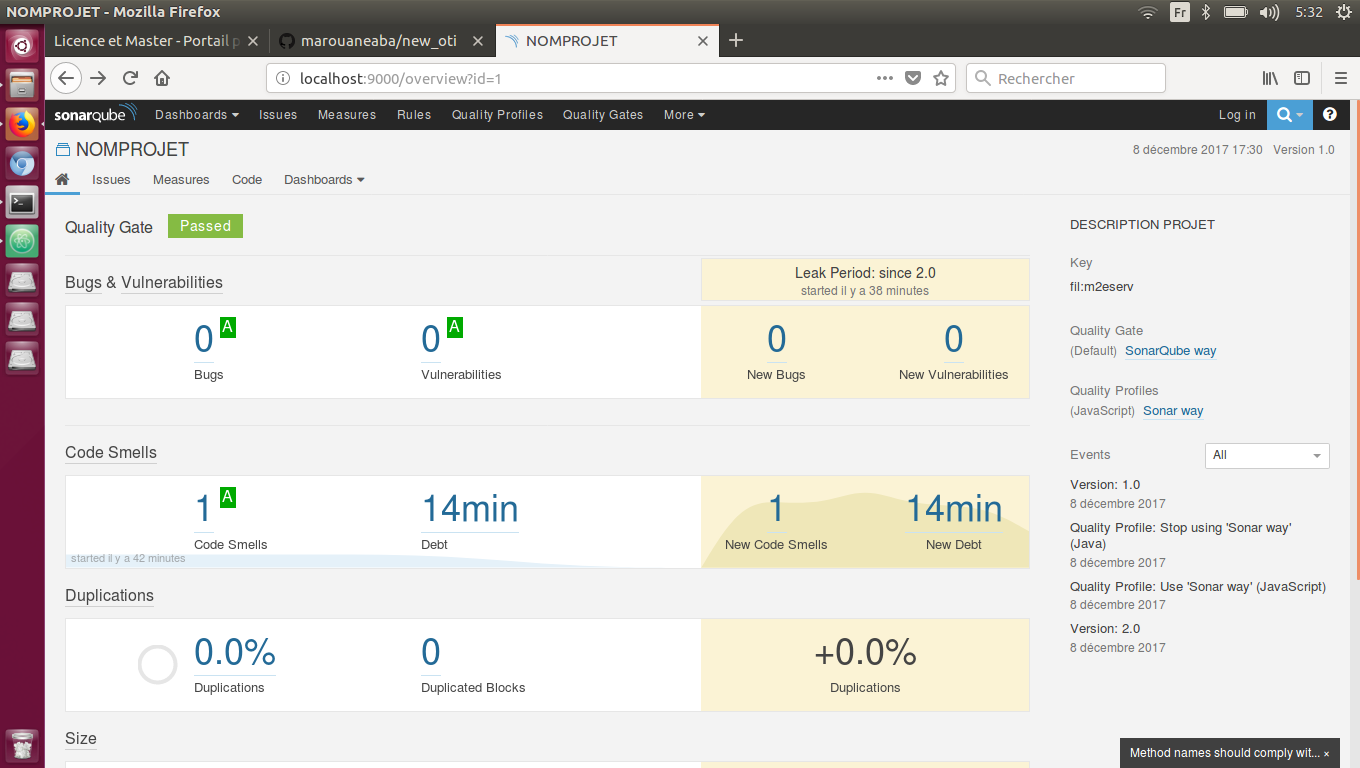 NOMPROJET - Mozilla Firefox
Fr
5:32
Licence et Master - Portail p
marouaneaba/new_oti
NOMPROJET
localhost:9000/overview?id=1
Rechercher
sonarqube
Dashboards
Issues
Measures
Rules
Quality Profiles
Quality Gates
More
Log in
NOMPROJET
8 décembre 2017 17:30 Version 1.0
Issues
Measures
Code
Dashboards
Quality Gate
Passed
Bugs & Vulnerabilities
Leak Period: since 2.0
started il y a 38 minutes
0 A
Bugs
0 A
Vulnerabilities
0
New Bugs
0
New Vulnerabilities
Code Smells
1 A
Code Smells
14min
Debt
started il y a 42 minutes
1
New Code Smells
14min
New Debt
Duplications
0.0%
Duplications
0
Duplicated Blocks
+0.0%
Duplications
Size
DESCRIPTION PROJET
Key
fil:m2eserv
Quality Gate
(Default) SonarQube way
Quality Profiles
(JavaScript) Sonar way
Events
All
Version: 1.0
8 décembre 2017
Quality Profile: Stop using 'Sonar way'
(Java)
8 décembre 2017
Quality Profile: Use 'Sonar way' (JavaScript)
8 décembre 2017
Version: 2.0
8 décembre 2017
Method names should comply wit... ×